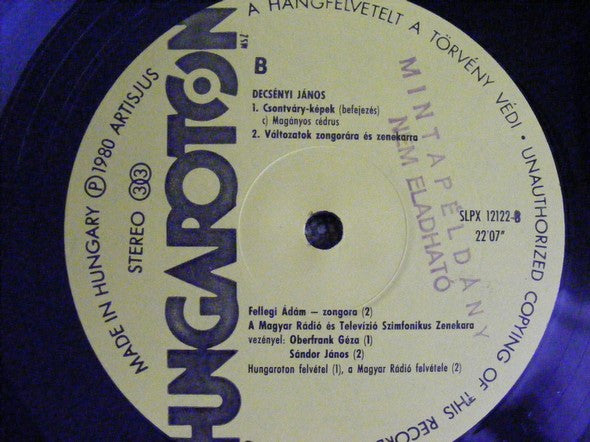 A HANGFELVETELT A TÖRVÉNY VÉDI · UNAUTHORIZED COPYING OF THIS RECORD
MADE IN HUNGARY Ⓟ 1980 ARTISJUS
STEREO 33
HUNGAROTON
MSZ
B
DECSÉNYI JÁNOS
1. Csontváry-képek (befejezés)
c) Magányos cédrus
2. Változatok zongorára és zenekarra
MINTAPÉLDÁNY
NEM ELADHATÓ
SLPX 12122-B
22'07"
Fellegi Ádám – zongora (2)
A Magyar Rádió és Televízió Szimfonikus Zenekara
vezényel: Oberfrank Géza (1)
Sándor János (2)
Hungaroton felvétel (1), a Magyar Rádió felvétele (2)